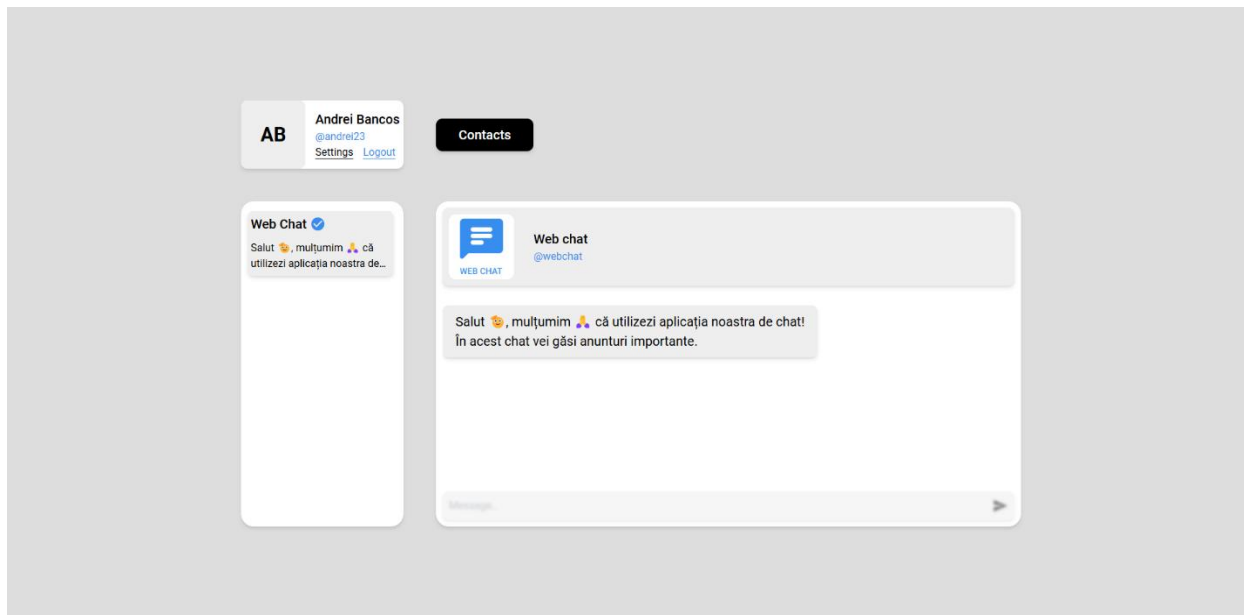 AB
Andrei Bancos
@andrei23
Settings Logout
Contacts
Web Chat
Salut 🫡, mulțumim 🙏 că
utilizezi aplicația noastra de...
WEB CHAT
Web chat
@webchat
Salut 🫡, mulțumim 🙏 că utilizezi aplicația noastra de chat!
În acest chat vei găsi anunturi importante.
Message...